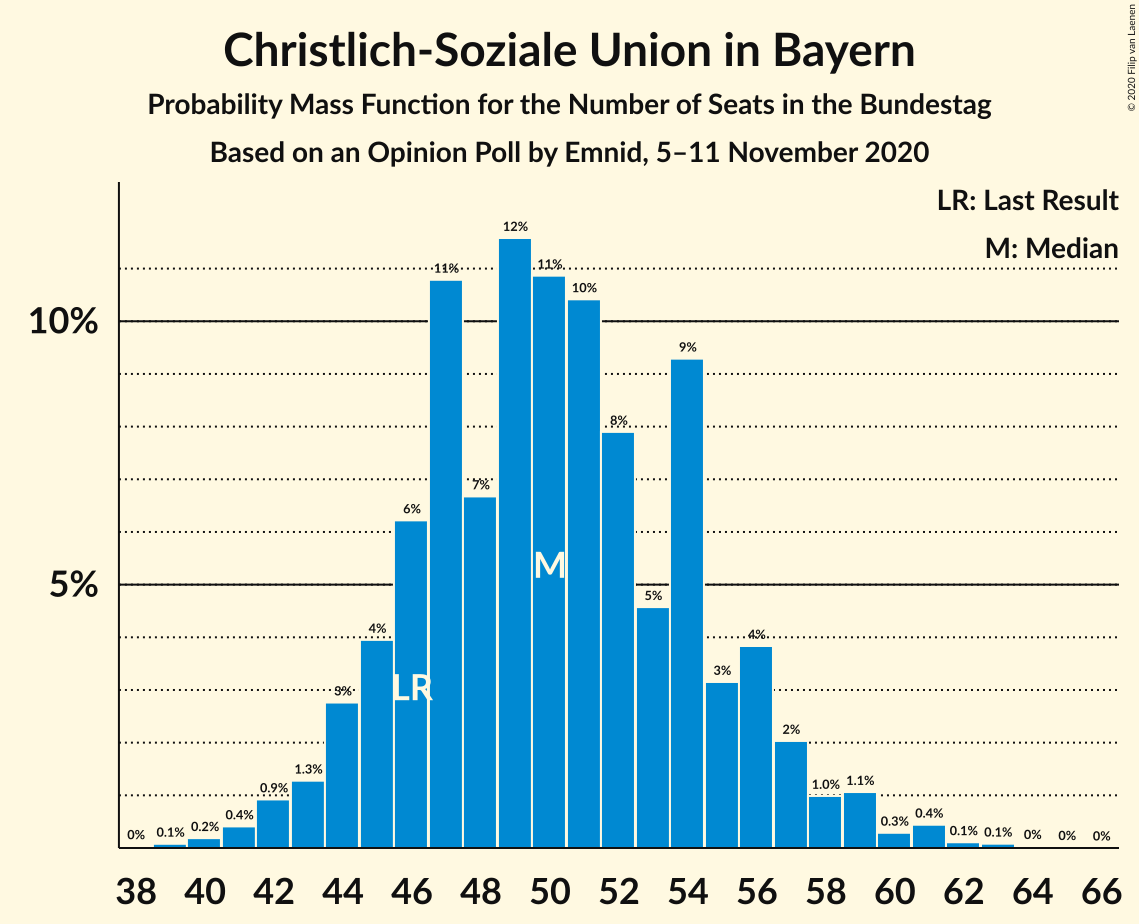 Christlich-Soziale Union in Bayern
Probability Mass Function for the Number of Seats in the Bundestag
Based on an Opinion Poll by Emnid, 5–11 November 2020
© 2020 Filip van Laenen
LR: Last Result
M: Median
10%
5%
0% 0.1% 0.2% 0.4% 0.9% 1.3% 3% 4% 6% 11% 7% 12% 11% 10% 8% 5% 9% 3% 4% 2% 1.0% 1.1% 0.3% 0.4% 0.1% 0.1% 0% 0% 0%
LR M
38 40 42 44 46 48 50 52 54 56 58 60 62 64 66